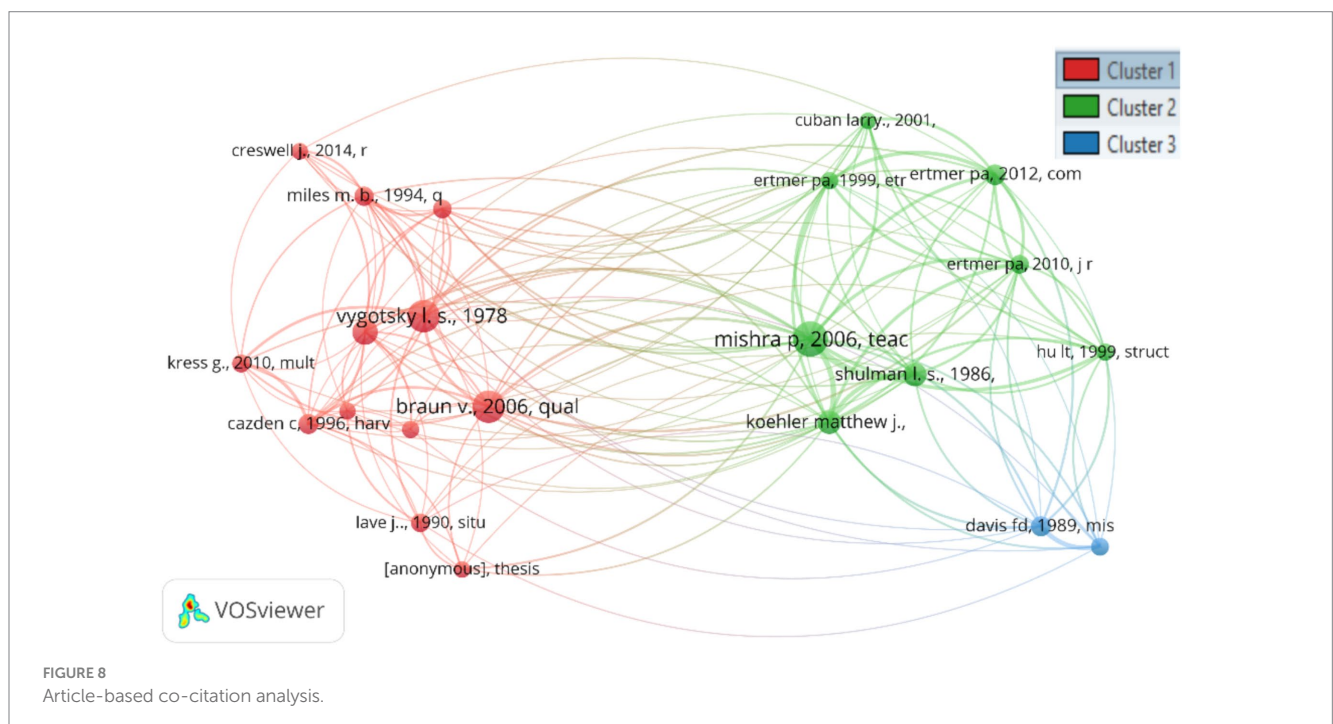 Cluster 1
Cluster 2
Cluster 3
cuban larry., 2001,
creswell j., 2014, r
ertmer pa, 1999, etr
ertmer pa, 2012, com
miles m. b., 1994, q
ertmer pa, 2010, j r
vygotsky l. s., 1978
mishra p, 2006, teac
hu lt, 1999, struct
kress g., 2010, mult
shulman l. s., 1986,
braun v., 2006, qual
cazden c, 1996, harv
koehler matthew j.,
lave j.., 1990, situ
davis fd, 1989, mis
[anonymous], thesis
VOSviewer
FIGURE 8
Article-based co-citation analysis.